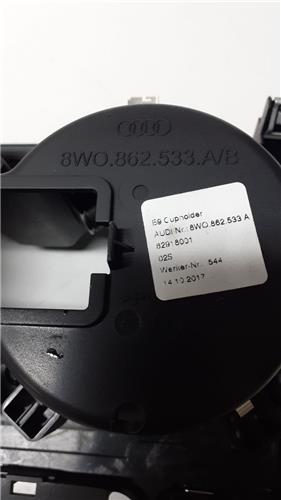 8W0.862.533.A/B
B9 Cupholder
AUDI Nr.: 8W0.862.533 A
82918001
02S
Werker-Nr.: 544
14.10.2017